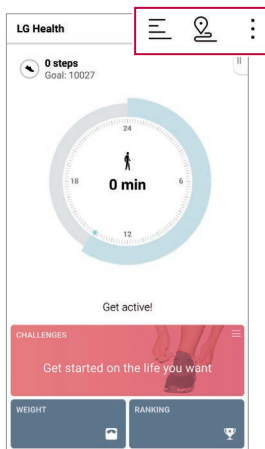 LG Health
0 steps
Goal: 10027
24
18
0 min
6
12
Get active!
CHALLENGES
Get started on the life you want
WEIGHT
RANKING